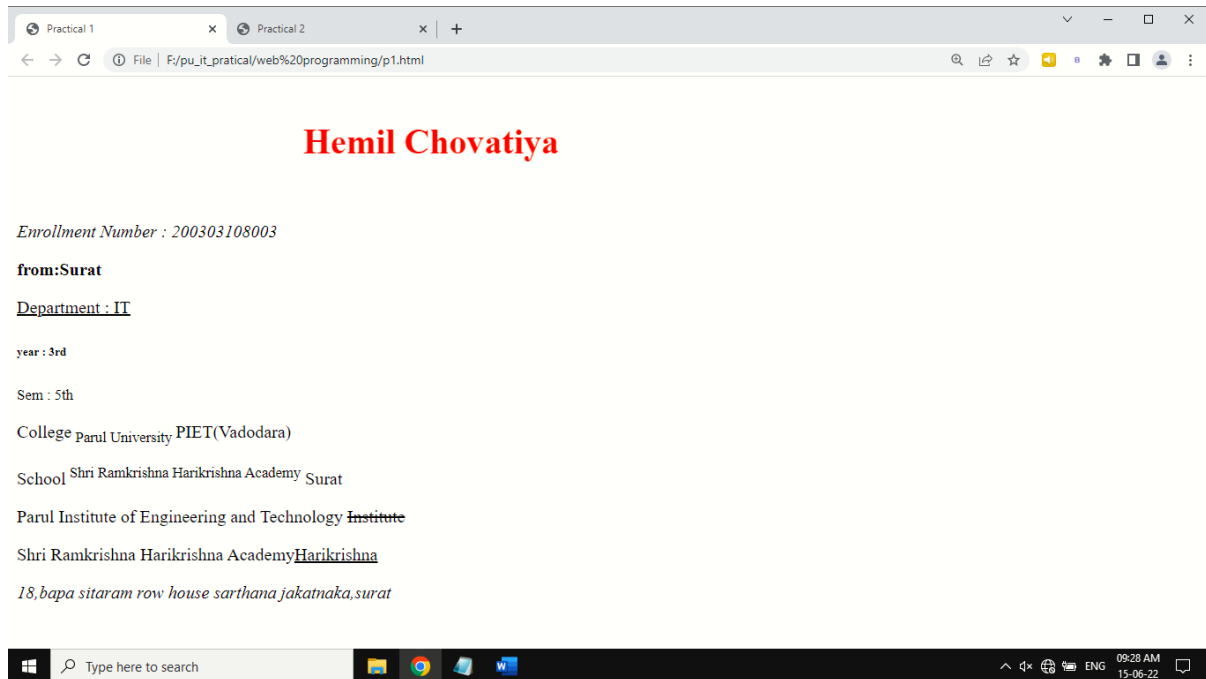 Practical 1
Practical 2
File | F:/pu_it_pratical/web%20programming/p1.html
Hemil Chovatiya
Enrollment Number : 200303108003
from:Surat
Department : IT
year : 3rd
Sem : 5th
College Parul University PIET(Vadodara)
School Shri Ramkrishna Harikrishna Academy Surat
Parul Institute of Engineering and Technology Institute
Shri Ramkrishna Harikrishna AcademyHarikrishna
18,bapa sitaram row house sarthana jakatnaka,surat
Type here to search
ENG
09:28 AM
15-06-22